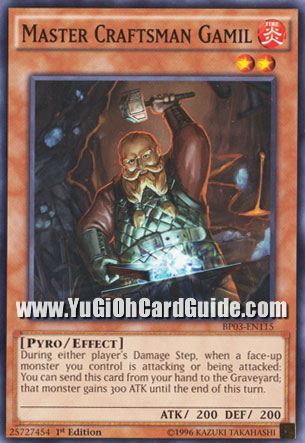 MASTER CRAFTSMAN GAMIL
FIRE
炎
www.YuGiOhCardGuide.com
BP03-EN115
[PYRO/EFFECT]
During either player's Damage Step, when a face-up
monster you control is attacking or being attacked:
You can send this card from your hand to the Graveyard;
that monster gains 300 ATK until the end of this turn.
ATK/ 200 DEF/ 200
25727454 1st Edition ©1996 KAZUKI TAKAHASHI